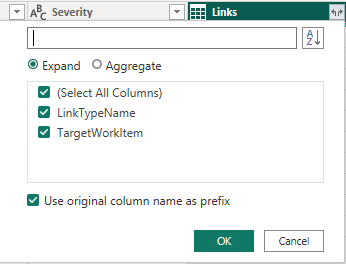 ABC Severity Links
A
Z
Expand Aggregate
(Select All Columns)
LinkTypeName
TargetWorkItem
Use original column name as prefix
OK Cancel